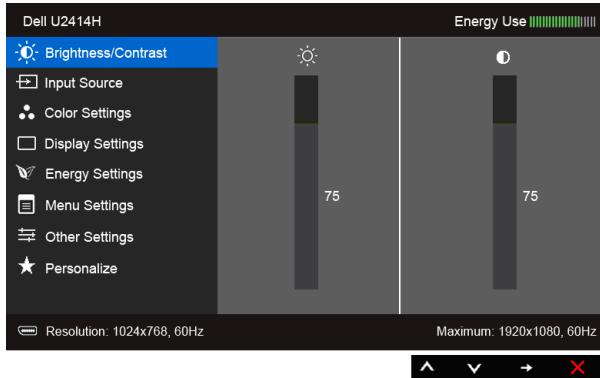 Dell U2414H Energy Use
Brightness/Contrast
Input Source
Color Settings
Display Settings
Energy Settings
Menu Settings
Other Settings
Personalize
75 75
Resolution: 1024x768, 60Hz Maximum: 1920x1080, 60Hz